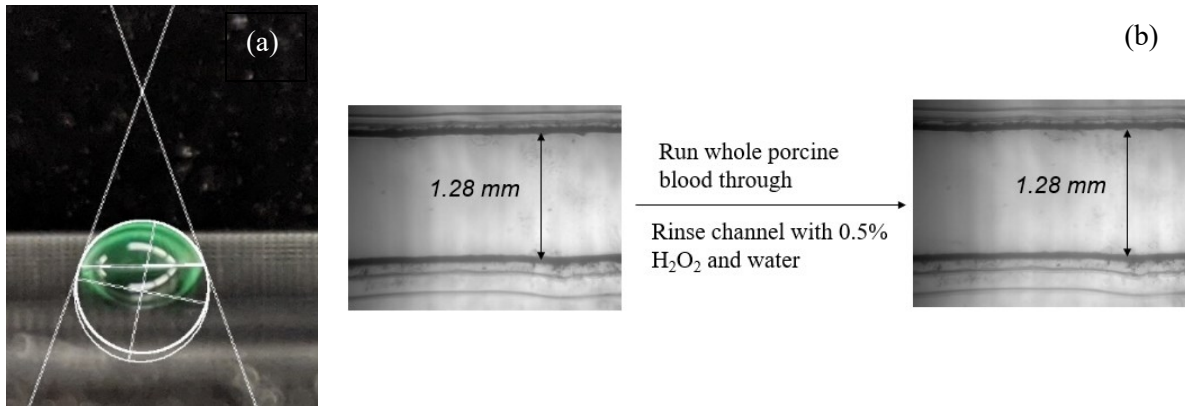 (a)
(b)
1.28 mm
Run whole porcine
blood through
Rinse channel with 0.5%
H₂O₂ and water
1.28 mm